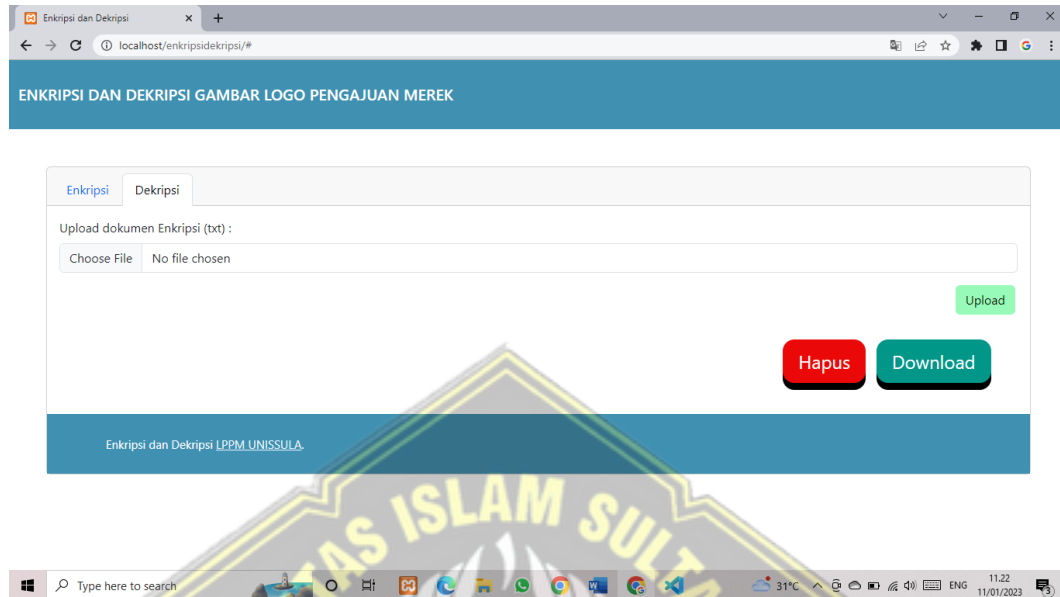 Enkripsi dan Dekripsi
localhost/enkripsidekripsi/#
ENKRIPSI DAN DEKRIPSI GAMBAR LOGO PENGAJUAN MEREK
Enkripsi Dekripsi
Upload dokumen Enkripsi (txt) :
Choose File No file chosen
Upload
Hapus Download
Enkripsi dan Dekripsi LPPM UNISSULA.
TAS ISLAM SULTA
Type here to search 31°C ENG 11.22
11/01/2023 3